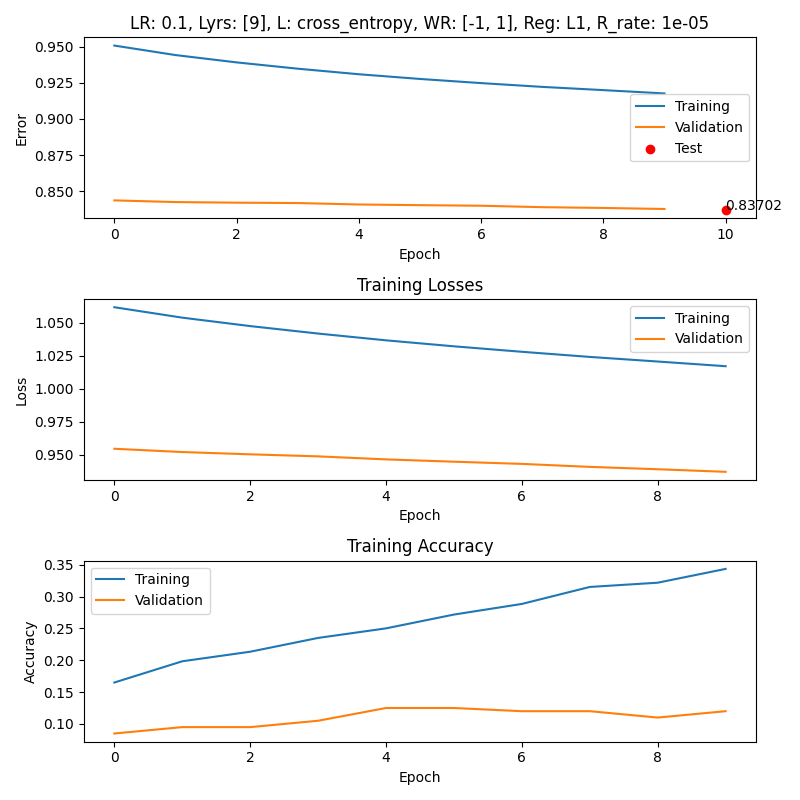 LR: 0.1, Lyrs: [9], L: cross_entropy, WR: [-1, 1], Reg: L1, R_rate: 1e-05
0.950
0.925
0.900
0.875
0.850
Error
Training
Validation
Test
0.83702
0 2 4 6 8 10
Epoch
Training Losses
1.050
1.025
1.000
0.975
0.950
Loss
Training
Validation
0 2 4 6 8
Epoch
Training Accuracy
0.35
0.30
0.25
0.20
0.15
0.10
Accuracy
Training
Validation
0 2 4 6 8
Epoch